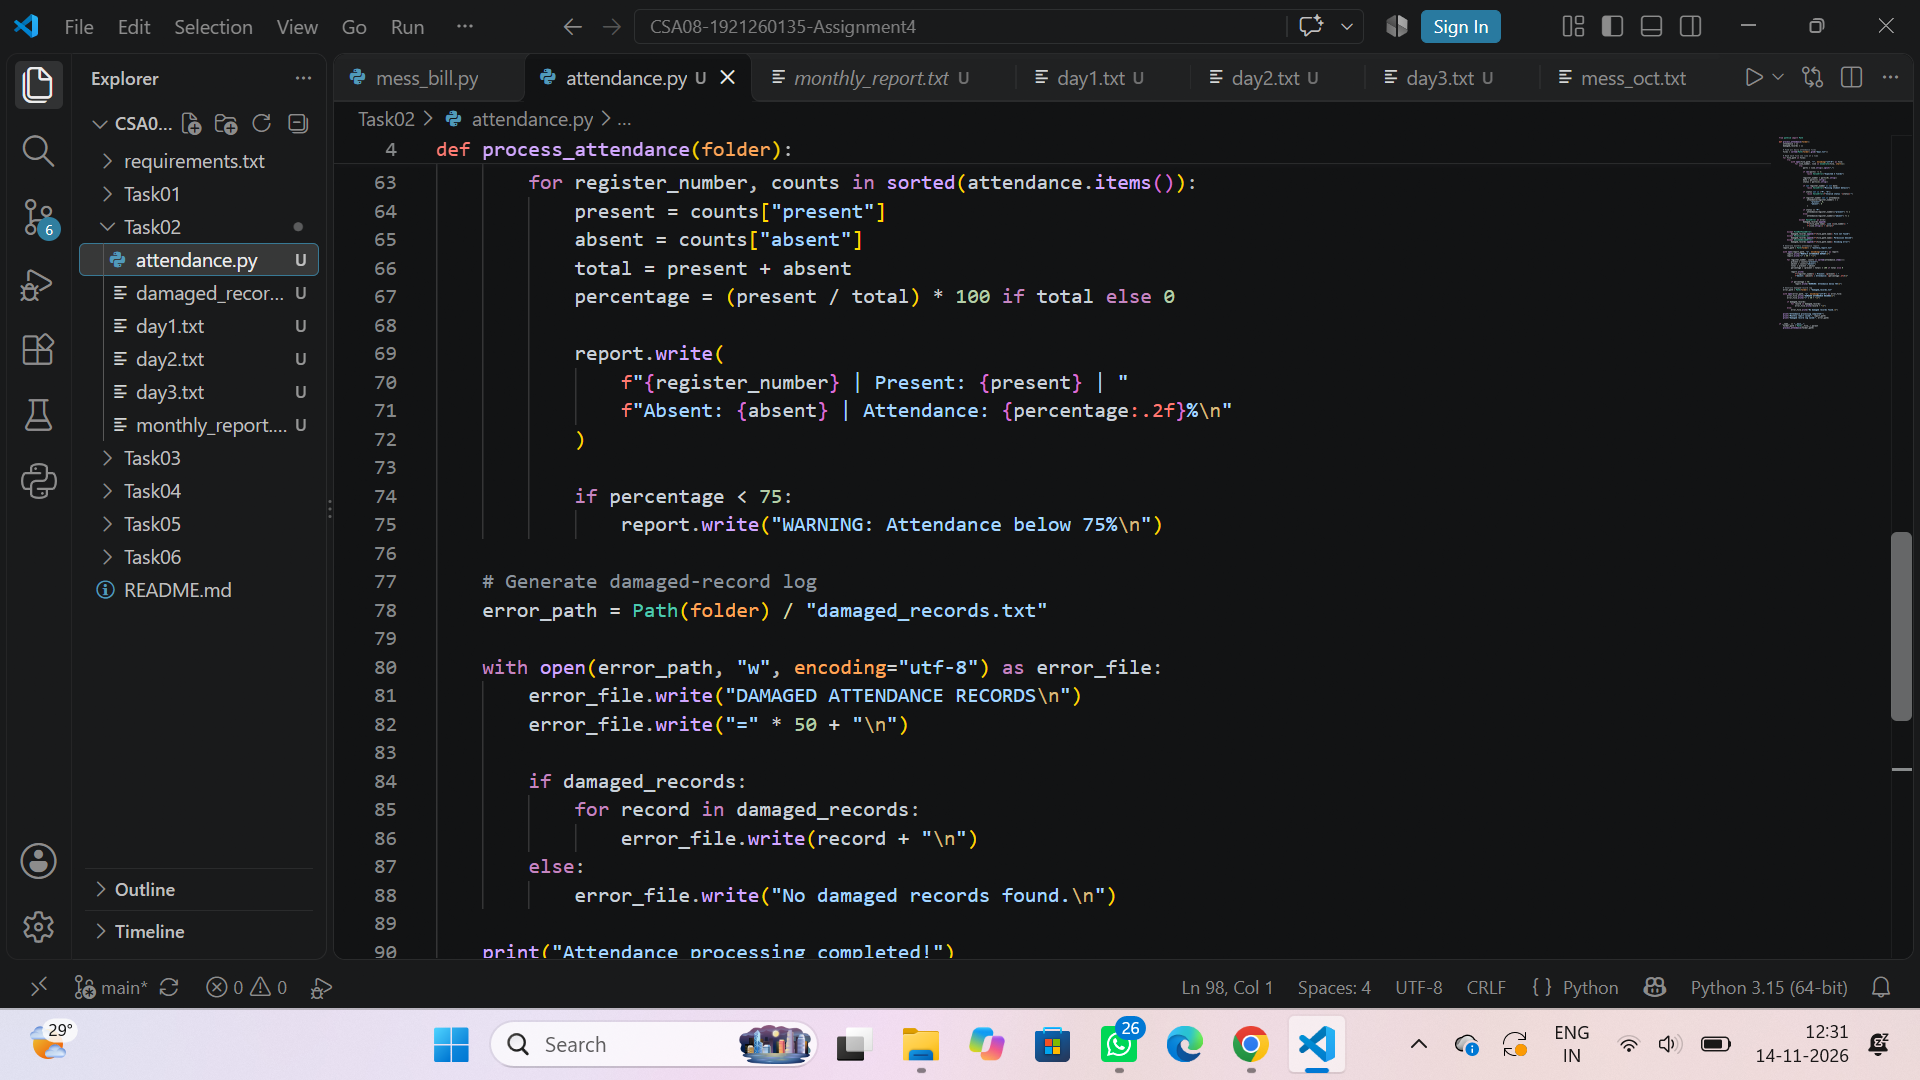 File Edit Selection View Go Run ···
CSA08-1921260135-Assignment4
Sign In
Explorer
mess_bill.py
attendance.py U
monthly_report.txt U
day1.txt U
day2.txt U
day3.txt U
mess_oct.txt
CSA0...
requirements.txt
Task01
Task02
attendance.py U
damaged_recor... U
day1.txt U
day2.txt U
day3.txt U
monthly_report.... U
Task03
Task04
Task05
Task06
README.md
Outline
Timeline
6
Task02 > attendance.py > ...
4 def process_attendance(folder):
63 for register_number, counts in sorted(attendance.items()):
64 present = counts["present"]
65 absent = counts["absent"]
66 total = present + absent
67 percentage = (present / total) * 100 if total else 0
68
69 report.write(
70 f"{register_number} | Present: {present} | "
71 f"Absent: {absent} | Attendance: {percentage:.2f}%\n"
72 )
73
74 if percentage < 75:
75 report.write("WARNING: Attendance below 75%\n")
76
77 # Generate damaged-record log
78 error_path = Path(folder) / "damaged_records.txt"
79
80 with open(error_path, "w", encoding="utf-8") as error_file:
81 error_file.write("DAMAGED ATTENDANCE RECORDS\n")
82 error_file.write("=" * 50 + "\n")
83
84 if damaged_records:
85 for record in damaged_records:
86 error_file.write(record + "\n")
87 else:
88 error_file.write("No damaged records found.\n")
89
90 print("Attendance processing completed!")
main* 0 0
Ln 98, Col 1 Spaces: 4 UTF-8 CRLF { } Python Python 3.15 (64-bit)
29°
Search
26
ENG
IN
12:31
14-11-2026